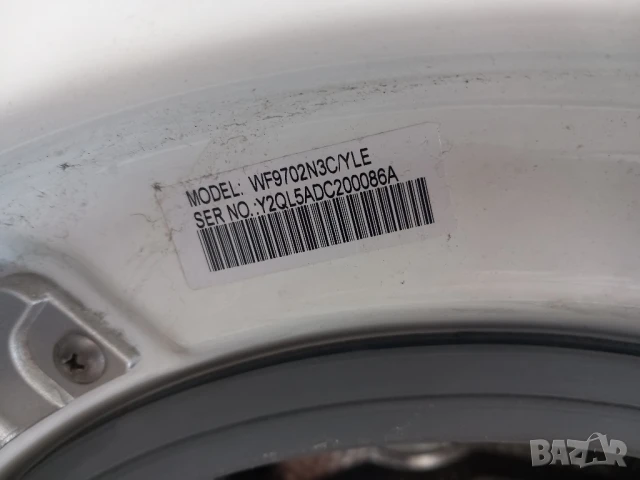 MODEL: WF9702N3C/YLE
SER NO.:Y2QL5ADC200086A
BAZAR